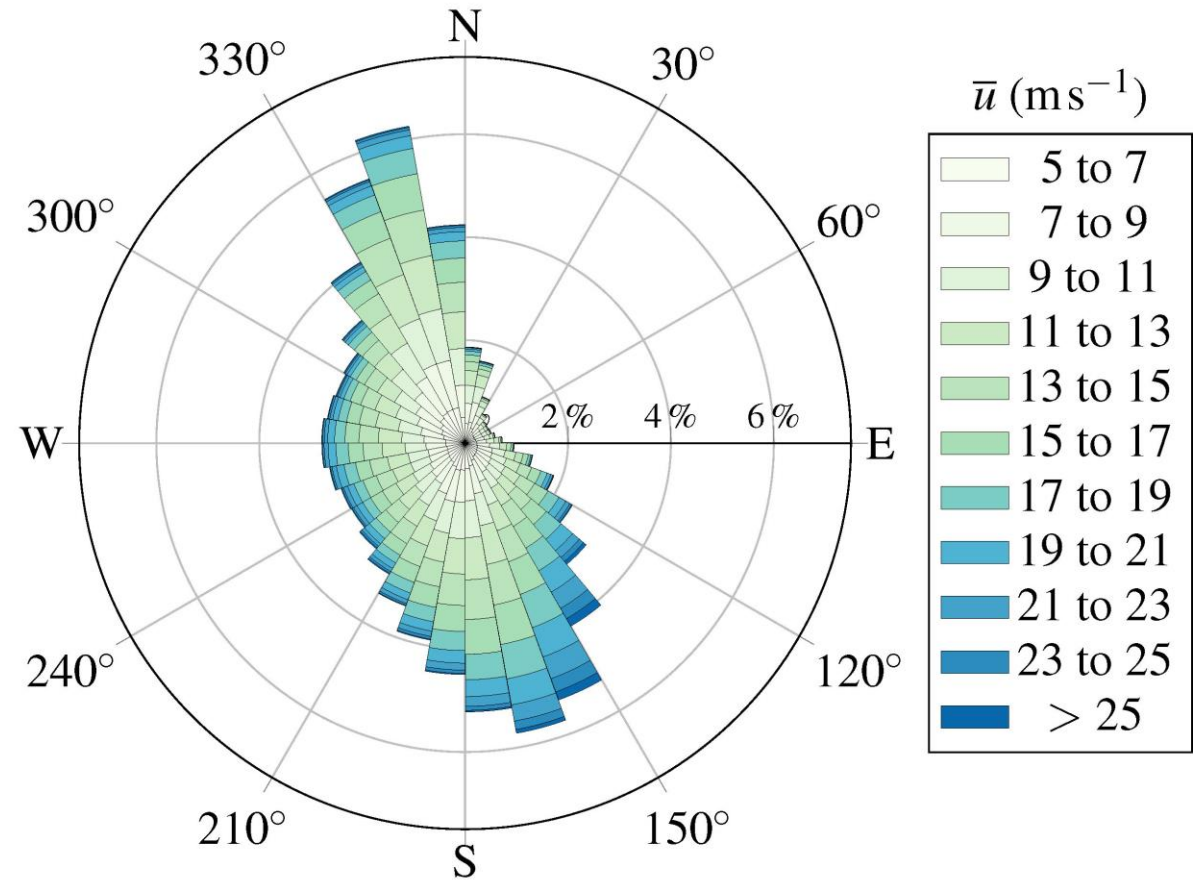 N
330°
30°
300°
60°
W
2%
4%
6%
E
240°
120°
210°
150°
S
u̅ (m s⁻¹)
5 to 7
7 to 9
9 to 11
11 to 13
13 to 15
15 to 17
17 to 19
19 to 21
21 to 23
23 to 25
> 25